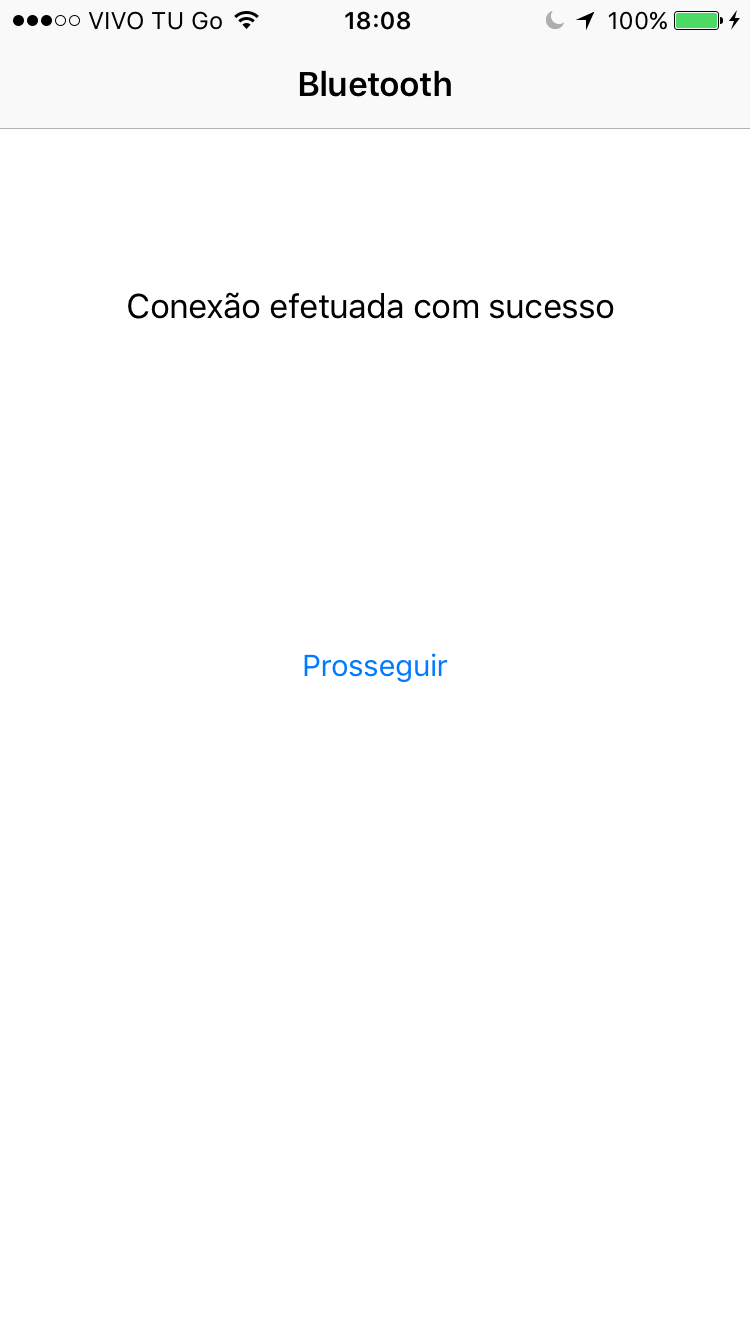 VIVO TU Go 18:08 100%
Bluetooth
Conexão efetuada com sucesso
Prosseguir